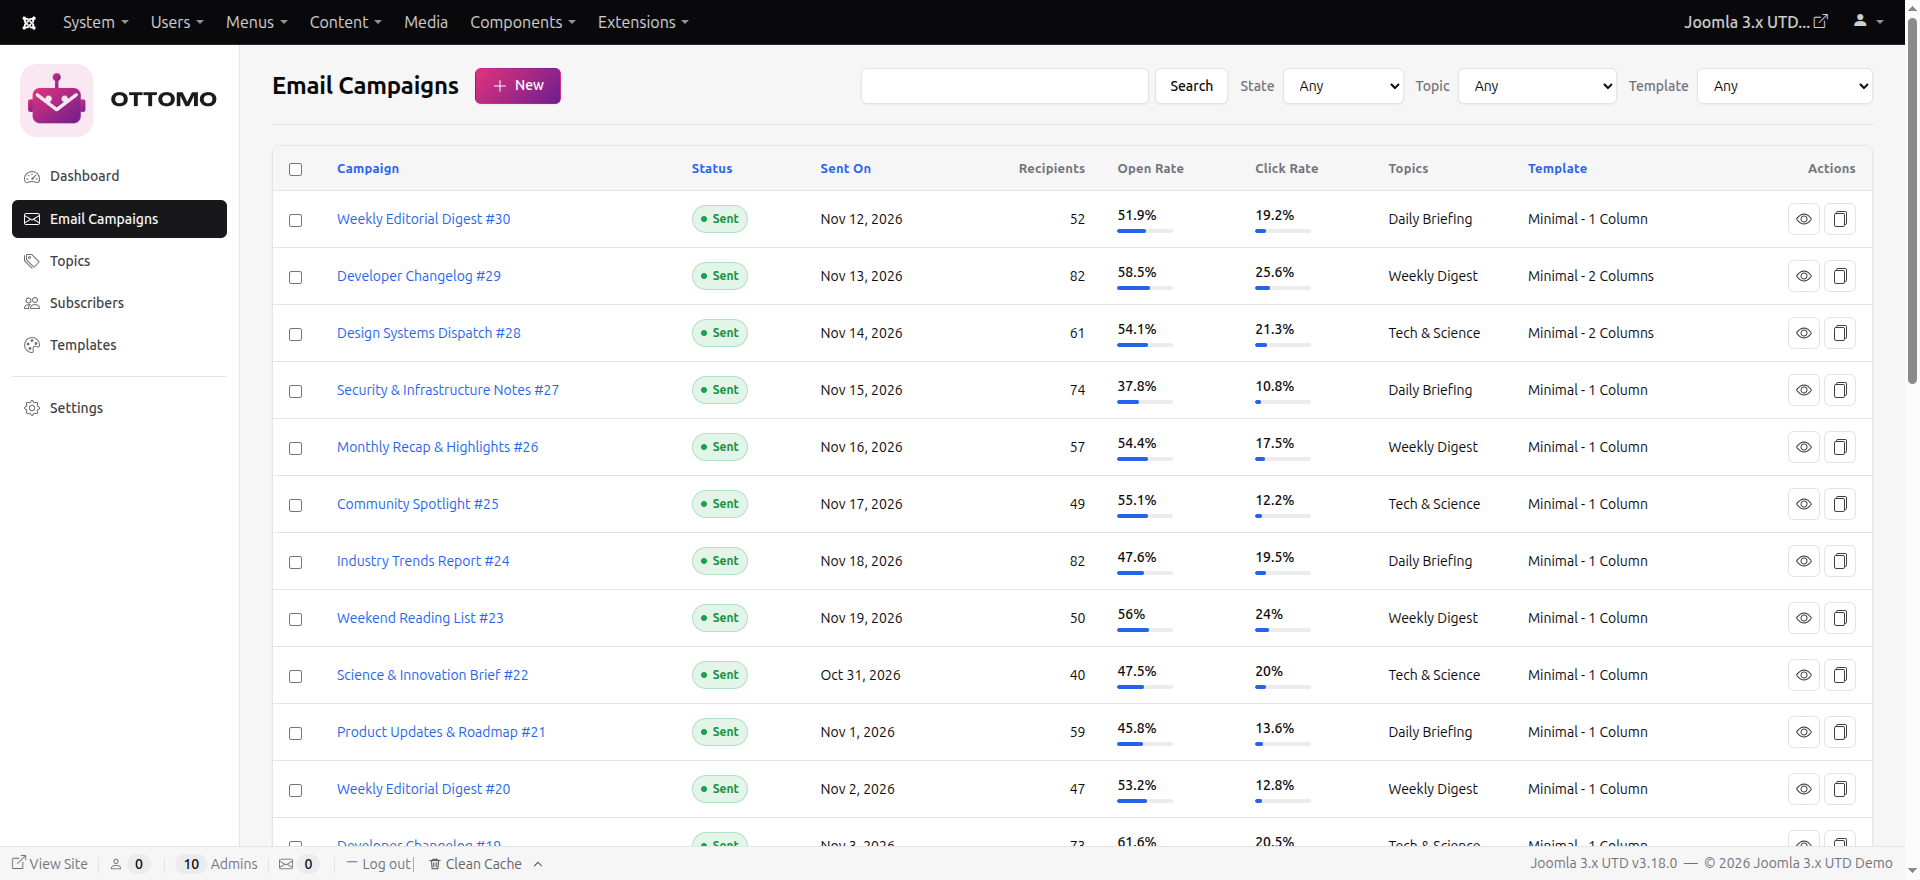 System Users Menus Content Media Components Extensions Joomla 3.x UTD...
OTTOMO
Dashboard
Email Campaigns
Topics
Subscribers
Templates
Settings
Email Campaigns New Search State Any Topic Any Template Any
Campaign Status Sent On Recipients Open Rate Click Rate Topics Template Actions
Weekly Editorial Digest #30 Sent Nov 12, 2026 52 51.9% 19.2% Daily Briefing Minimal - 1 Column
Developer Changelog #29 Sent Nov 13, 2026 82 58.5% 25.6% Weekly Digest Minimal - 2 Columns
Design Systems Dispatch #28 Sent Nov 14, 2026 61 54.1% 21.3% Tech & Science Minimal - 2 Columns
Security & Infrastructure Notes #27 Sent Nov 15, 2026 74 37.8% 10.8% Daily Briefing Minimal - 1 Column
Monthly Recap & Highlights #26 Sent Nov 16, 2026 57 54.4% 17.5% Weekly Digest Minimal - 1 Column
Community Spotlight #25 Sent Nov 17, 2026 49 55.1% 12.2% Tech & Science Minimal - 1 Column
Industry Trends Report #24 Sent Nov 18, 2026 82 47.6% 19.5% Daily Briefing Minimal - 1 Column
Weekend Reading List #23 Sent Nov 19, 2026 50 56% 24% Weekly Digest Minimal - 1 Column
Science & Innovation Brief #22 Sent Oct 31, 2026 40 47.5% 20% Tech & Science Minimal - 1 Column
Product Updates & Roadmap #21 Sent Nov 1, 2026 59 45.8% 13.6% Daily Briefing Minimal - 1 Column
Weekly Editorial Digest #20 Sent Nov 2, 2026 47 53.2% 12.8% Weekly Digest Minimal - 1 Column
Developer Changelog #19 Sent Nov 3, 2026 73 61.6% 20.5% Tech & Science Minimal - 1 Column
View Site 0 10 Admins 0 Log out Clean Cache Joomla 3.x UTD v3.18.0 — © 2026 Joomla 3.x UTD Demo